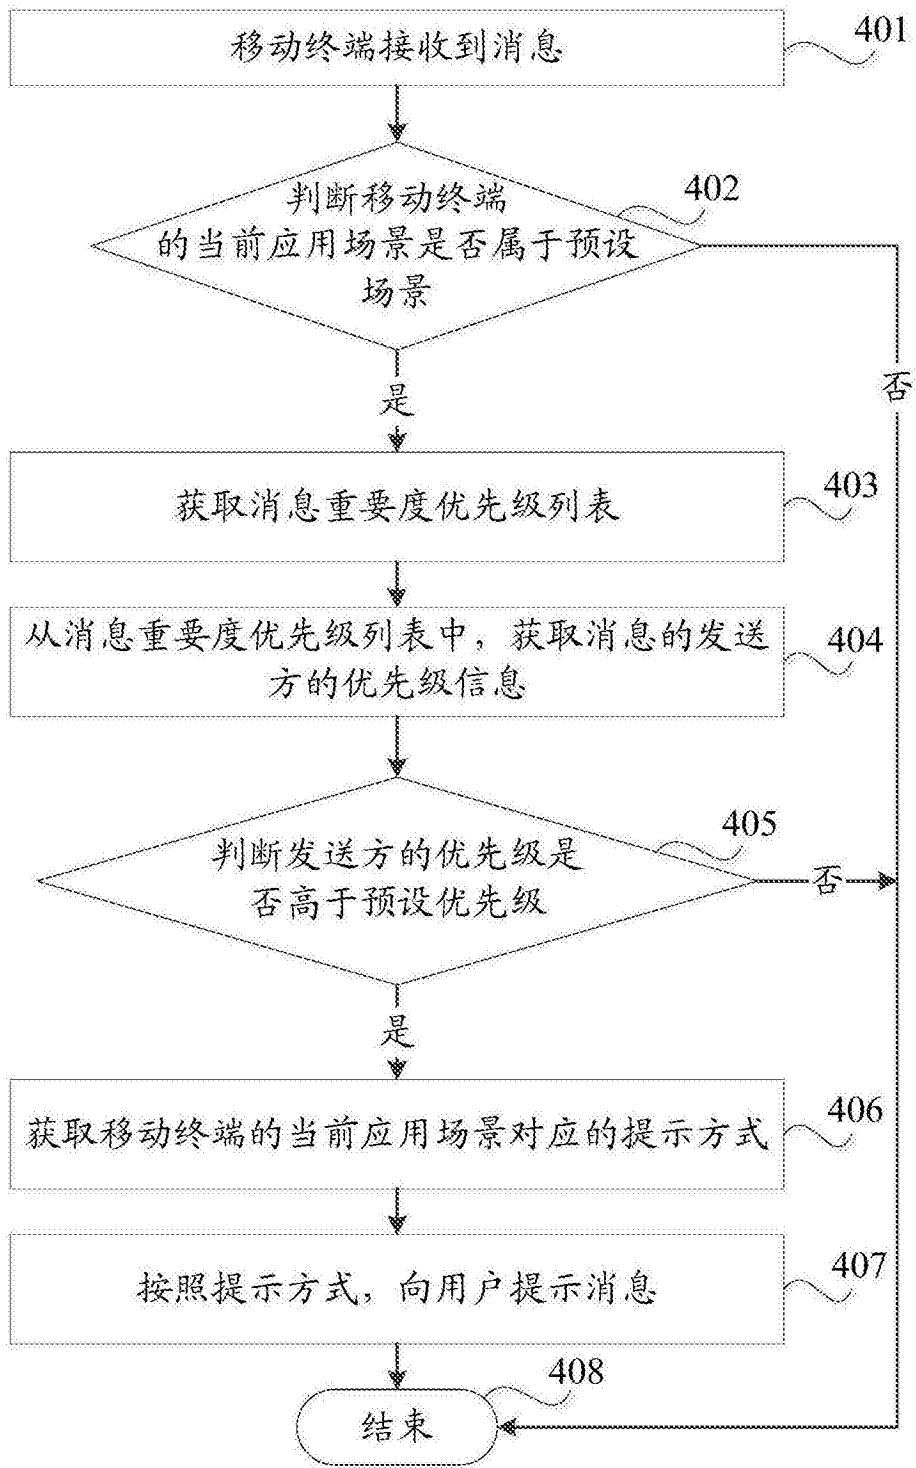 移动终端接收到消息
401
判断移动终端
的当前应用场景是否属于预设
场景
402
否
是
获取消息重要度优先级列表
403
从消息重要度优先级列表中，获取消息的发送
方的优先级信息
404
判断发送方的优先级是
否高于预设优先级
405
否
是
获取移动终端的当前应用场景对应的提示方式
406
按照提示方式，向用户提示消息
407
408
结束